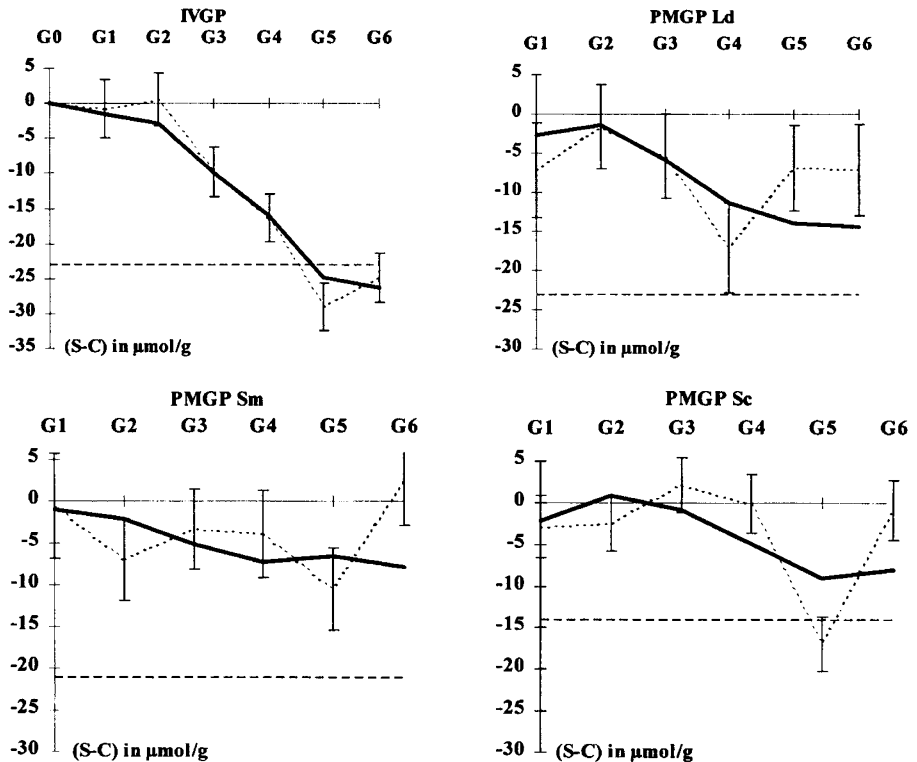 IVGP
G0 G1 G2 G3 G4 G5 G6
5
0
-5
-10
-15
-20
-25
-30
-35
(S-C) in µmol/g
PMGP Ld
G1 G2 G3 G4 G5 G6
5
0
-5
-10
-15
-20
-25
-30
(S-C) in µmol/g
PMGP Sm
G1 G2 G3 G4 G5 G6
5
0
-5
-10
-15
-20
-25
-30
(S-C) in µmol/g
PMGP Sc
G1 G2 G3 G4 G5 G6
5
0
-5
-10
-15
-20
-25
-30
(S-C) in µmol/g